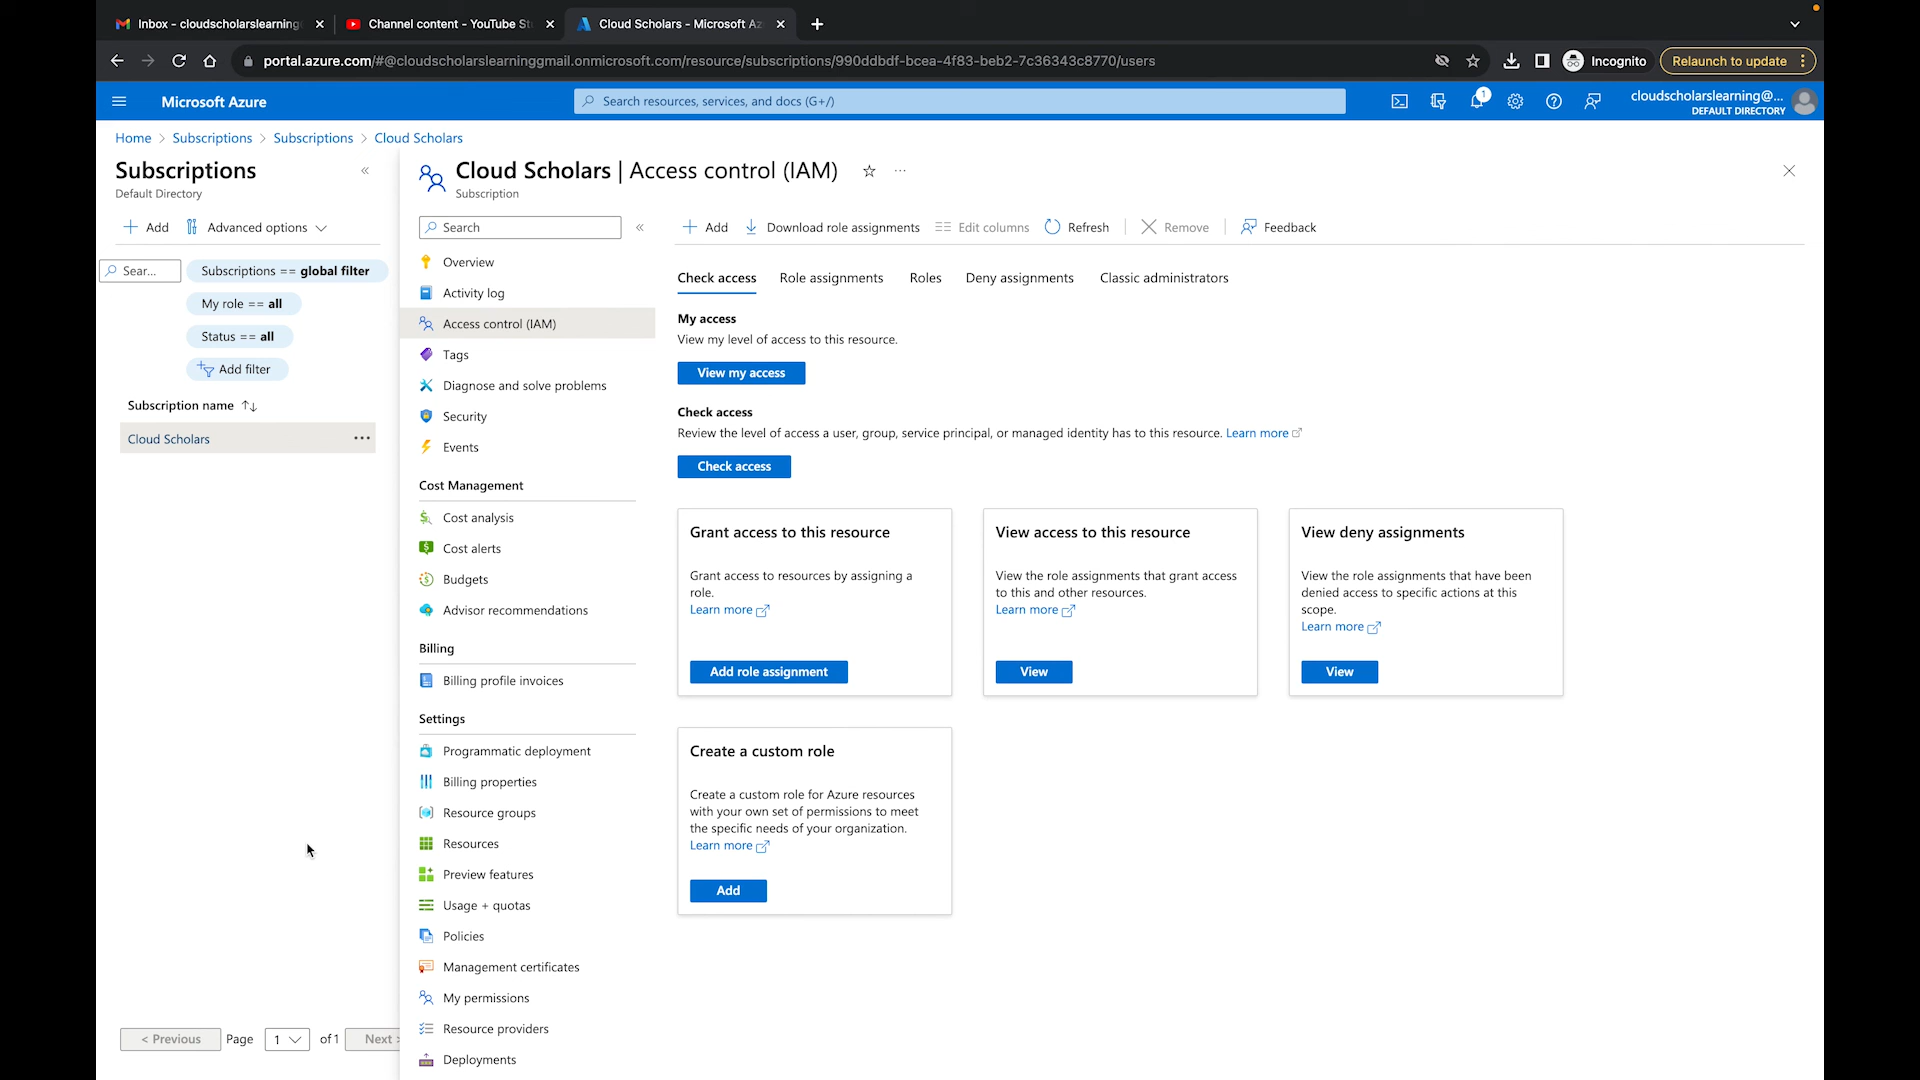 Inbox - cloudscholarslearning
Channel content - YouTube St
Cloud Scholars - Microsoft Az
portal.azure.com/#@cloudscholarslearninggmail.onmicrosoft.com/resource/subscriptions/990ddbdf-bcea-4f83-beb2-7c36343c8770/users
Incognito
Relaunch to update
Microsoft Azure
Search resources, services, and docs (G+/)
1
cloudscholarslearning@...
DEFAULT DIRECTORY
Home > Subscriptions > Subscriptions > Cloud Scholars
Subscriptions
Default Directory
Add
Advanced options
Sear...
Subscriptions == global filter
My role == all
Status == all
Add filter
Subscription name
Cloud Scholars
< Previous
Page
1
of 1
Next >
Cloud Scholars | Access control (IAM)
Subscription
Search
Overview
Activity log
Access control (IAM)
Tags
Diagnose and solve problems
Security
Events
Cost Management
Cost analysis
Cost alerts
Budgets
Advisor recommendations
Billing
Billing profile invoices
Settings
Programmatic deployment
Billing properties
Resource groups
Resources
Preview features
Usage + quotas
Policies
Management certificates
My permissions
Resource providers
Deployments
Add
Download role assignments
Edit columns
Refresh
Remove
Feedback
Check access
Role assignments
Roles
Deny assignments
Classic administrators
My access
View my level of access to this resource.
View my access
Check access
Review the level of access a user, group, service principal, or managed identity has to this resource. Learn more
Check access
Grant access to this resource
Grant access to resources by assigning a
role.
Learn more
Add role assignment
View access to this resource
View the role assignments that grant access
to this and other resources.
Learn more
View
View deny assignments
View the role assignments that have been
denied access to specific actions at this
scope.
Learn more
View
Create a custom role
Create a custom role for Azure resources
with your own set of permissions to meet
the specific needs of your organization.
Learn more
Add